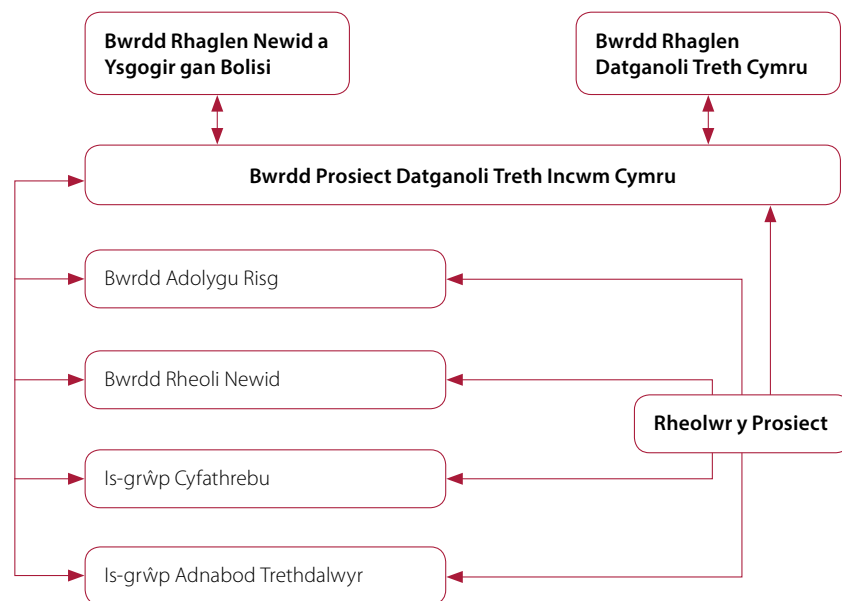 Bwrdd Rhaglen Newid a
Ysgogir gan Bolisi
Bwrdd Rhaglen
Datganoli Treth Cymru
Bwrdd Prosiect Datganoli Treth Incwm Cymru
Bwrdd Adolygu Risg
Bwrdd Rheoli Newid
Rheolwr y Prosiect
Is-grŵp Cyfathrebu
Is-grŵp Adnabod Trethdalwyr